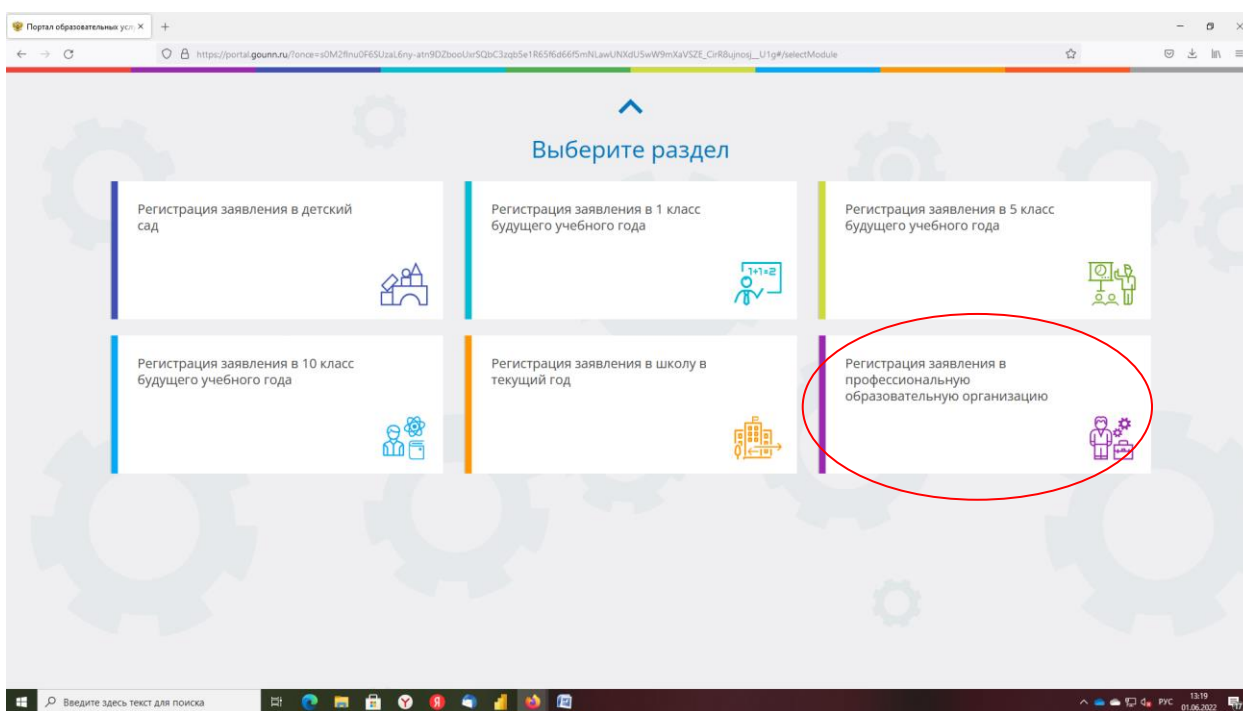 Портал образовательных усл
https://portal.gounn.ru/
Выберите раздел
Регистрация заявления в детский
сад
Регистрация заявления в 1 класс
будущего учебного года
1+1=2
Регистрация заявления в 5 класс
будущего учебного года
Регистрация заявления в 10 класс
будущего учебного года
Регистрация заявления в школу в
текущий год
Регистрация заявления в
профессиональную
образовательную организацию
Введите здесь текст для поиска
РУС
13:19
01.06.2022